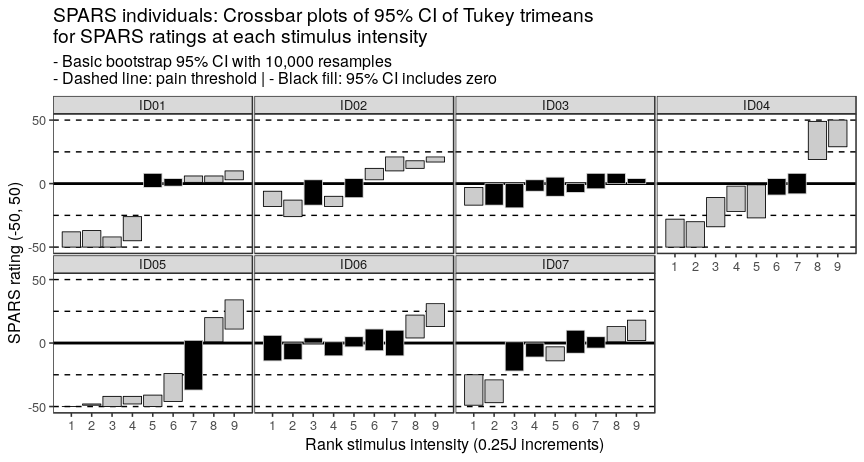 SPARS individuals: Crossbar plots of 95% CI of Tukey trimeans
for SPARS ratings at each stimulus intensity
- Basic bootstrap 95% CI with 10,000 resamples
- Dashed line: pain threshold | - Black fill: 95% CI includes zero
ID01 ID02 ID03 ID04
50
0
-50
1 2 3 4 5 6 7 8 9
ID05 ID06 ID07
50
0
-50
1 2 3 4 5 6 7 8 9 1 2 3 4 5 6 7 8 9 1 2 3 4 5 6 7 8 9
SPARS rating (-50, 50)
Rank stimulus intensity (0.25J increments)